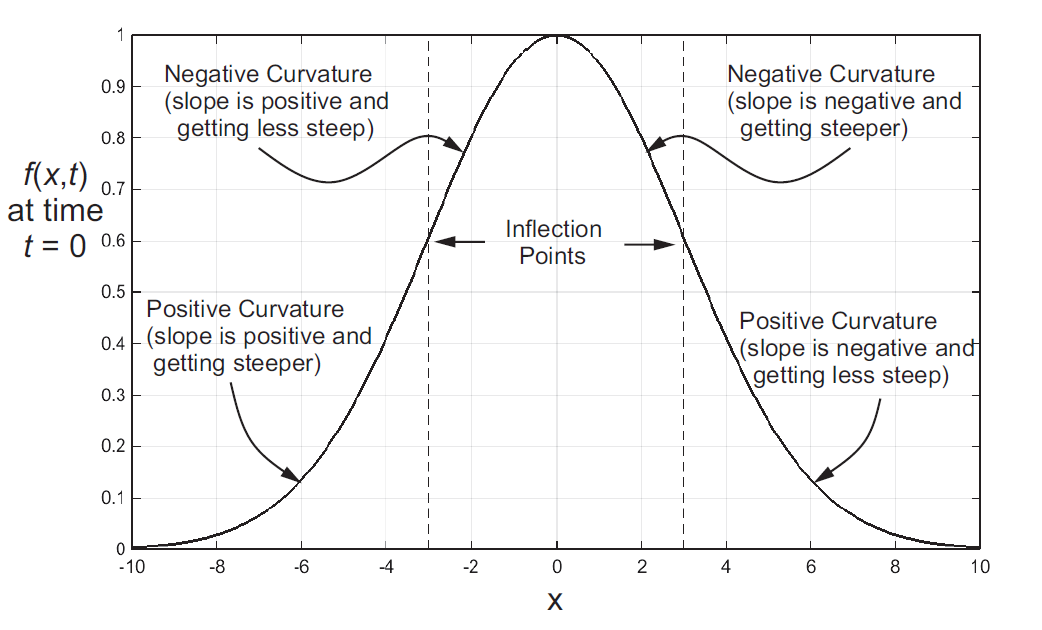 1
Negative Curvature
(slope is positive and
getting less steep)
Negative Curvature
(slope is negative and
getting steeper)
0.9
0.8
f(x,t)
at time
t = 0
0.7
0.6
Inflection
Points
0.5
Positive Curvature
(slope is positive and
getting steeper)
Positive Curvature
(slope is negative and
getting less steep)
0.4
0.3
0.2
0.1
0
-10 -8 -6 -4 -2 0 2 4 6 8 10
x